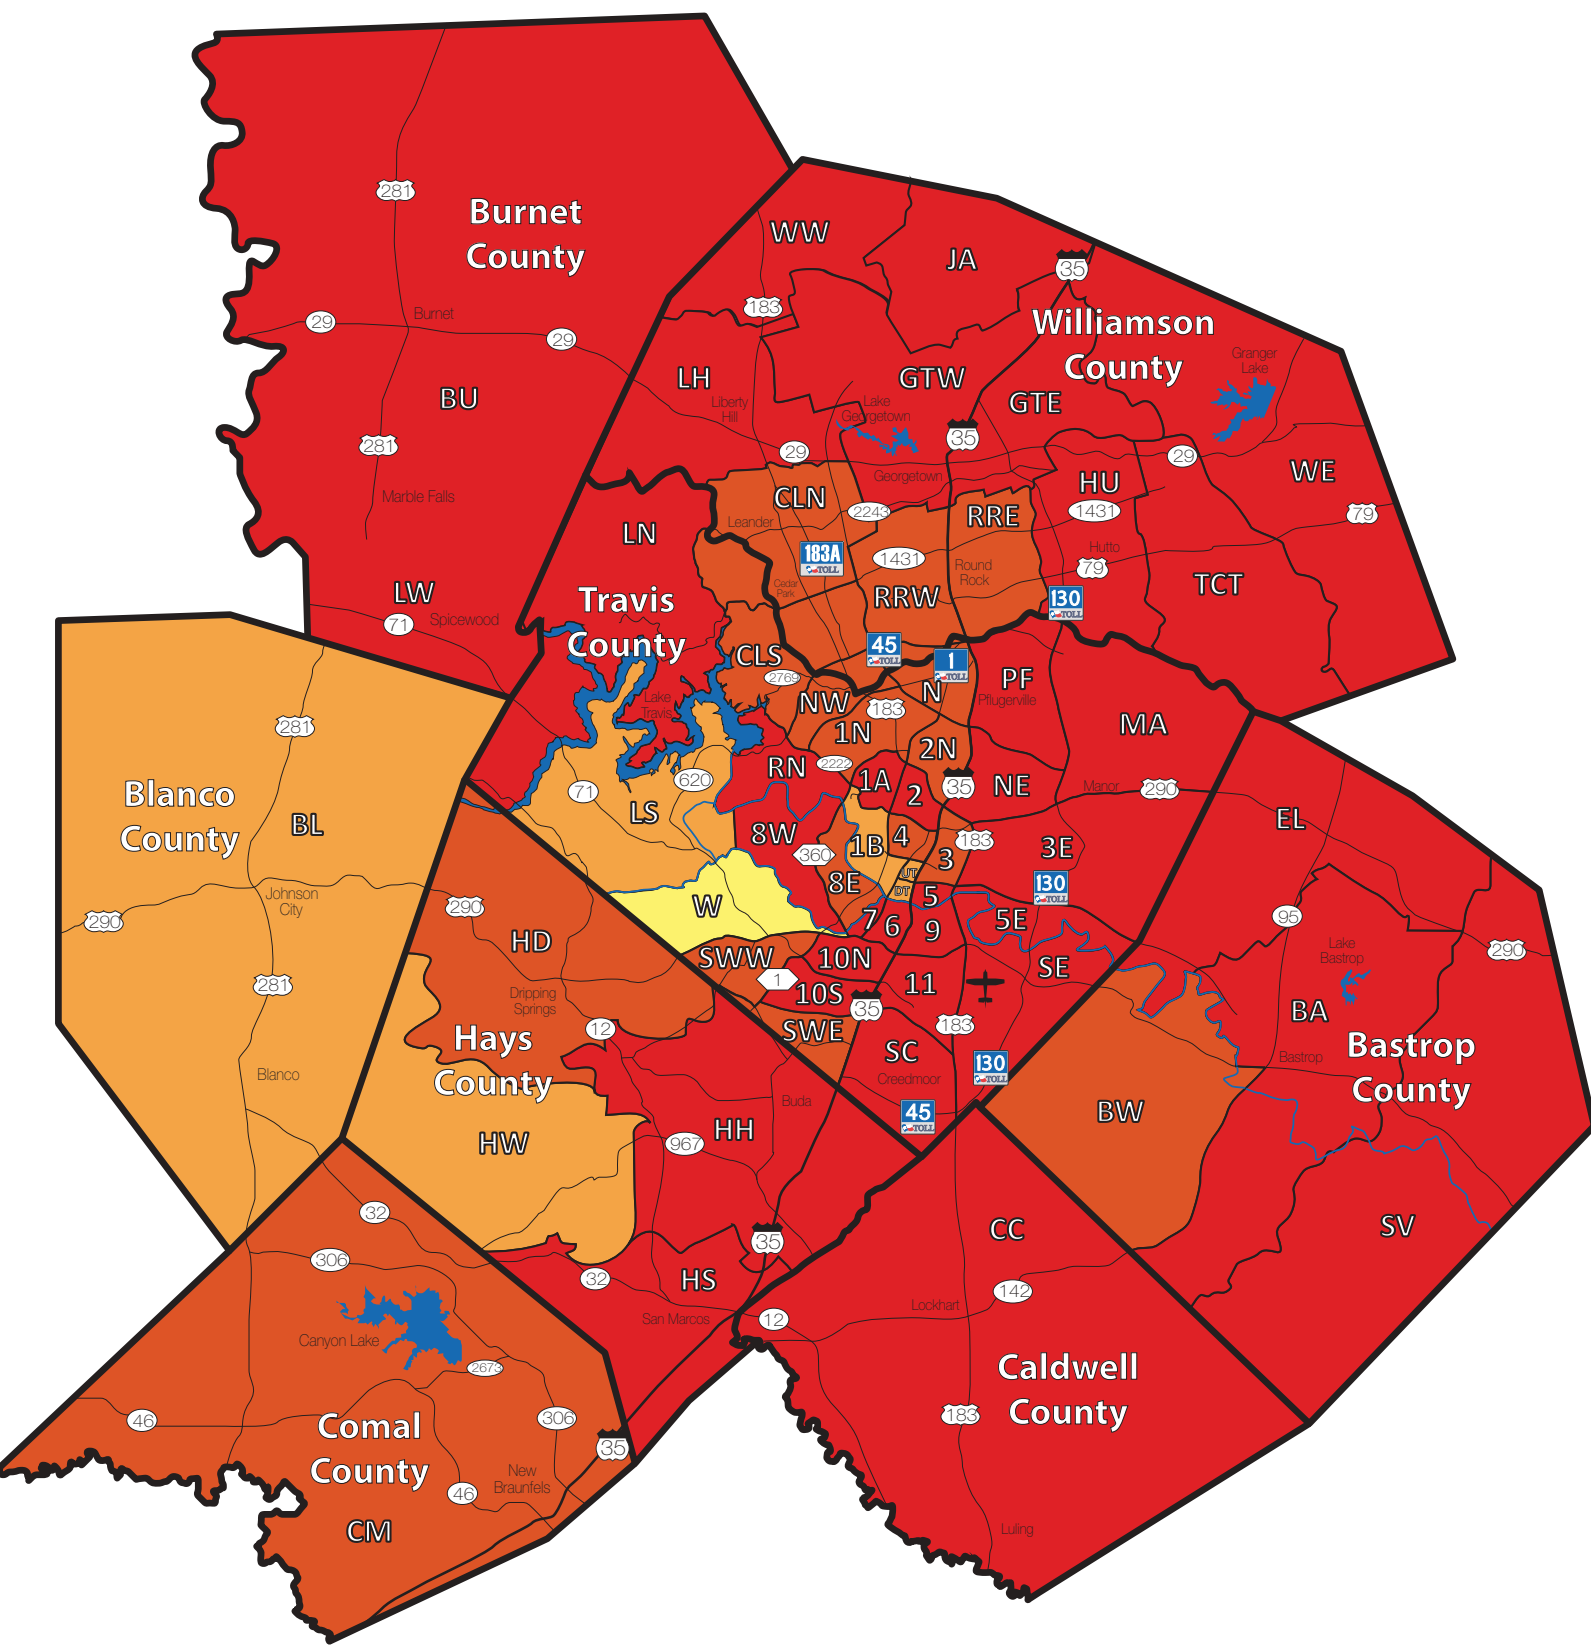 281
Burnet
County
WW
JA
35
183
Williamson
County
29
Burnet
29
BU
LH
GTW
GTE
Granger
Lake
Liberty
Hill
Lake
Georgetown
281
35
29
29
WE
Marble Falls
Georgetown
HU
CLN
1431
79
2243
RRE
LN
Leander
183A
TOLL
1431
Hutto
79
Round
Rock
TCT
Cedar
Park
LW
71
Spicewood
Travis
County
RRW
130
TOLL
45
TOLL
1
TOLL
CLS
2769
PF
Pflugerville
N
NW
183
Lake
Travis
281
1N
2N
MA
RN
2222
1A
2
35
NE
Manor
290
71
620
LS
Blanco
County
BL
8W
360
1B
4
183
3
3E
EL
UT
DT
8E
5
130
TOLL
Johnson
City
290
290
W
7
6
9
5E
95
HD
SWW
10N
SE
Lake
Bastrop
290
281
1
10S
11
Dripping
Springs
12
35
183
BA
SWE
Hays
County
SC
130
TOLL
Bastrop
Bastrop
County
Blanco
Creedmoor
45
TOLL
Buda
HH
BW
HW
967
32
CC
SV
306
35
HS
32
142
Lockhart
San Marcos
12
Canyon Lake
2673
Caldwell
County
46
Comal
County
306
183
35
New
Braunfels
46
CM
Luling